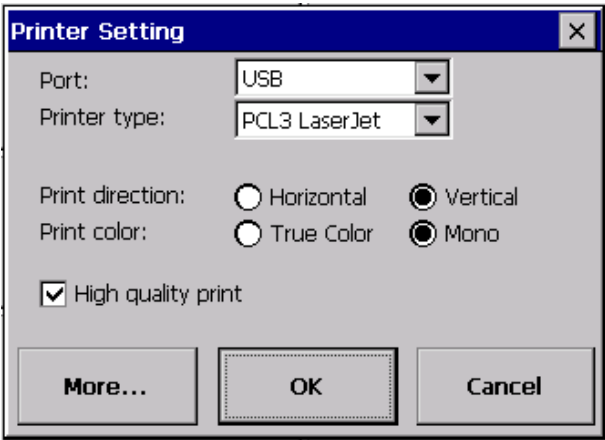 Printer Setting
Port: USB
Printer type: PCL3 LaserJet
Print direction: Horizontal Vertical
Print color: True Color Mono
High quality print
More... OK Cancel